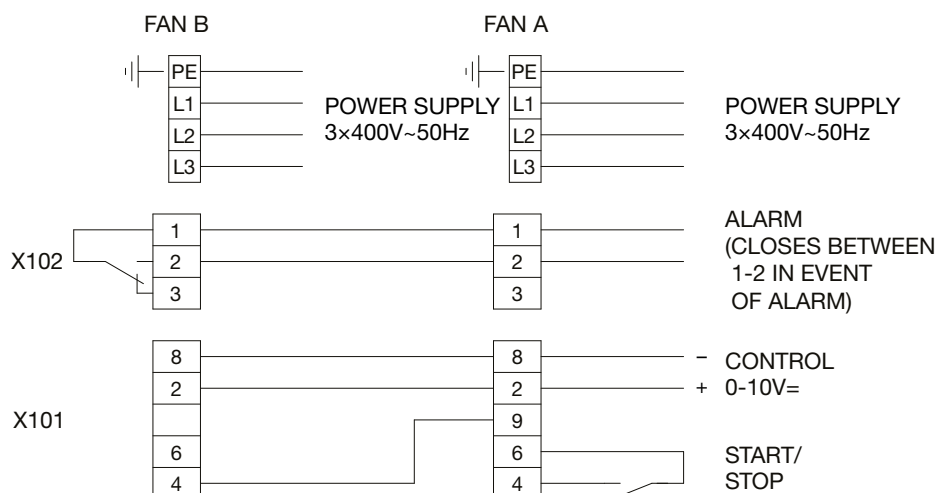 FAN B
FAN A
PE
L1
L2
L3
POWER SUPPLY
3×400V~50Hz
PE
L1
L2
L3
POWER SUPPLY
3×400V~50Hz
X102
1
2
3
1
2
3
ALARM
(CLOSES BETWEEN
1-2 IN EVENT
OF ALARM)
X101
8
2
6
4
8
2
9
6
4
− CONTROL
+ 0-10V=
START/
STOP